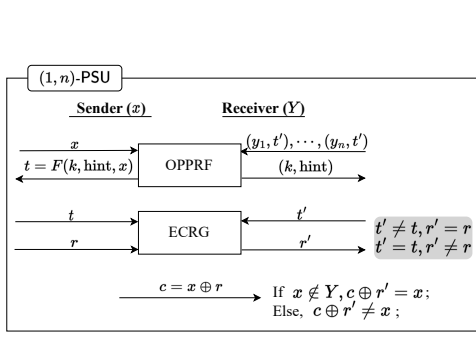 (1, n)-PSU
Sender (x) Receiver (Y)
x (y₁, t′), ⋯, (yₙ, t′)
OPPRF
t = F(k, hint, x) (k, hint)
t t′
ECRG
r r′
t′ ≠ t, r′ = r
t′ = t, r′ ≠ r
c = x ⊕ r
If x ∉ Y, c ⊕ r′ = x ;
Else, c ⊕ r′ ≠ x ;